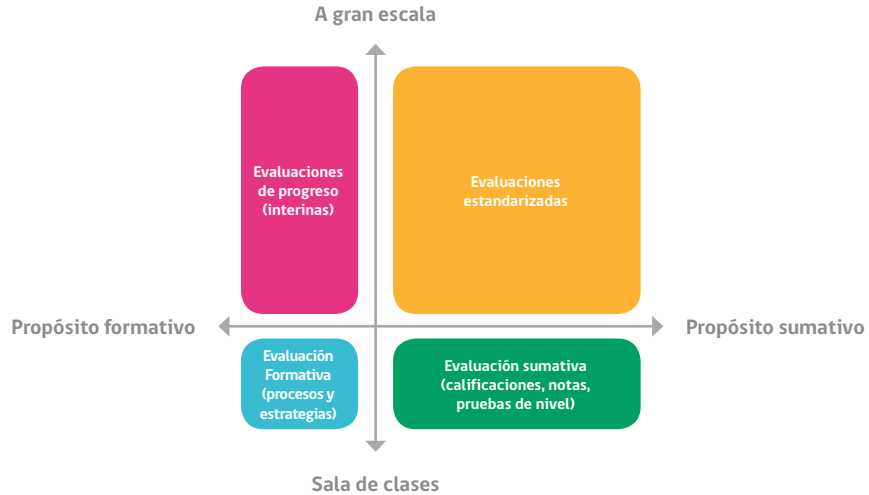 A gran escala
Evaluaciones
de progreso
(interinas)
Evaluaciones
estandarizadas
Propósito formativo
Propósito sumativo
Evaluación
Formativa
(procesos y
estrategias)
Evaluación sumativa
(calificaciones, notas,
pruebas de nivel)
Sala de clases